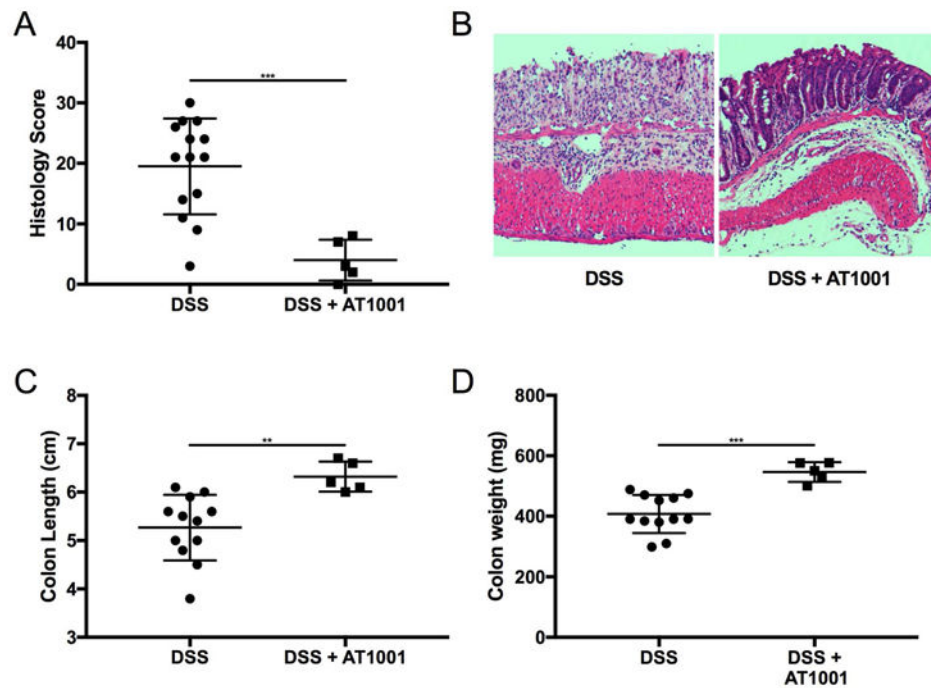 A
Histology Score
40
30
20
10
0
***
DSS
DSS + AT1001
B
DSS
DSS + AT1001
C
Colon Length (cm)
8
7
6
5
4
3
**
DSS
DSS + AT1001
D
Colon weight (mg)
800
600
400
200
0
***
DSS
DSS +
AT1001